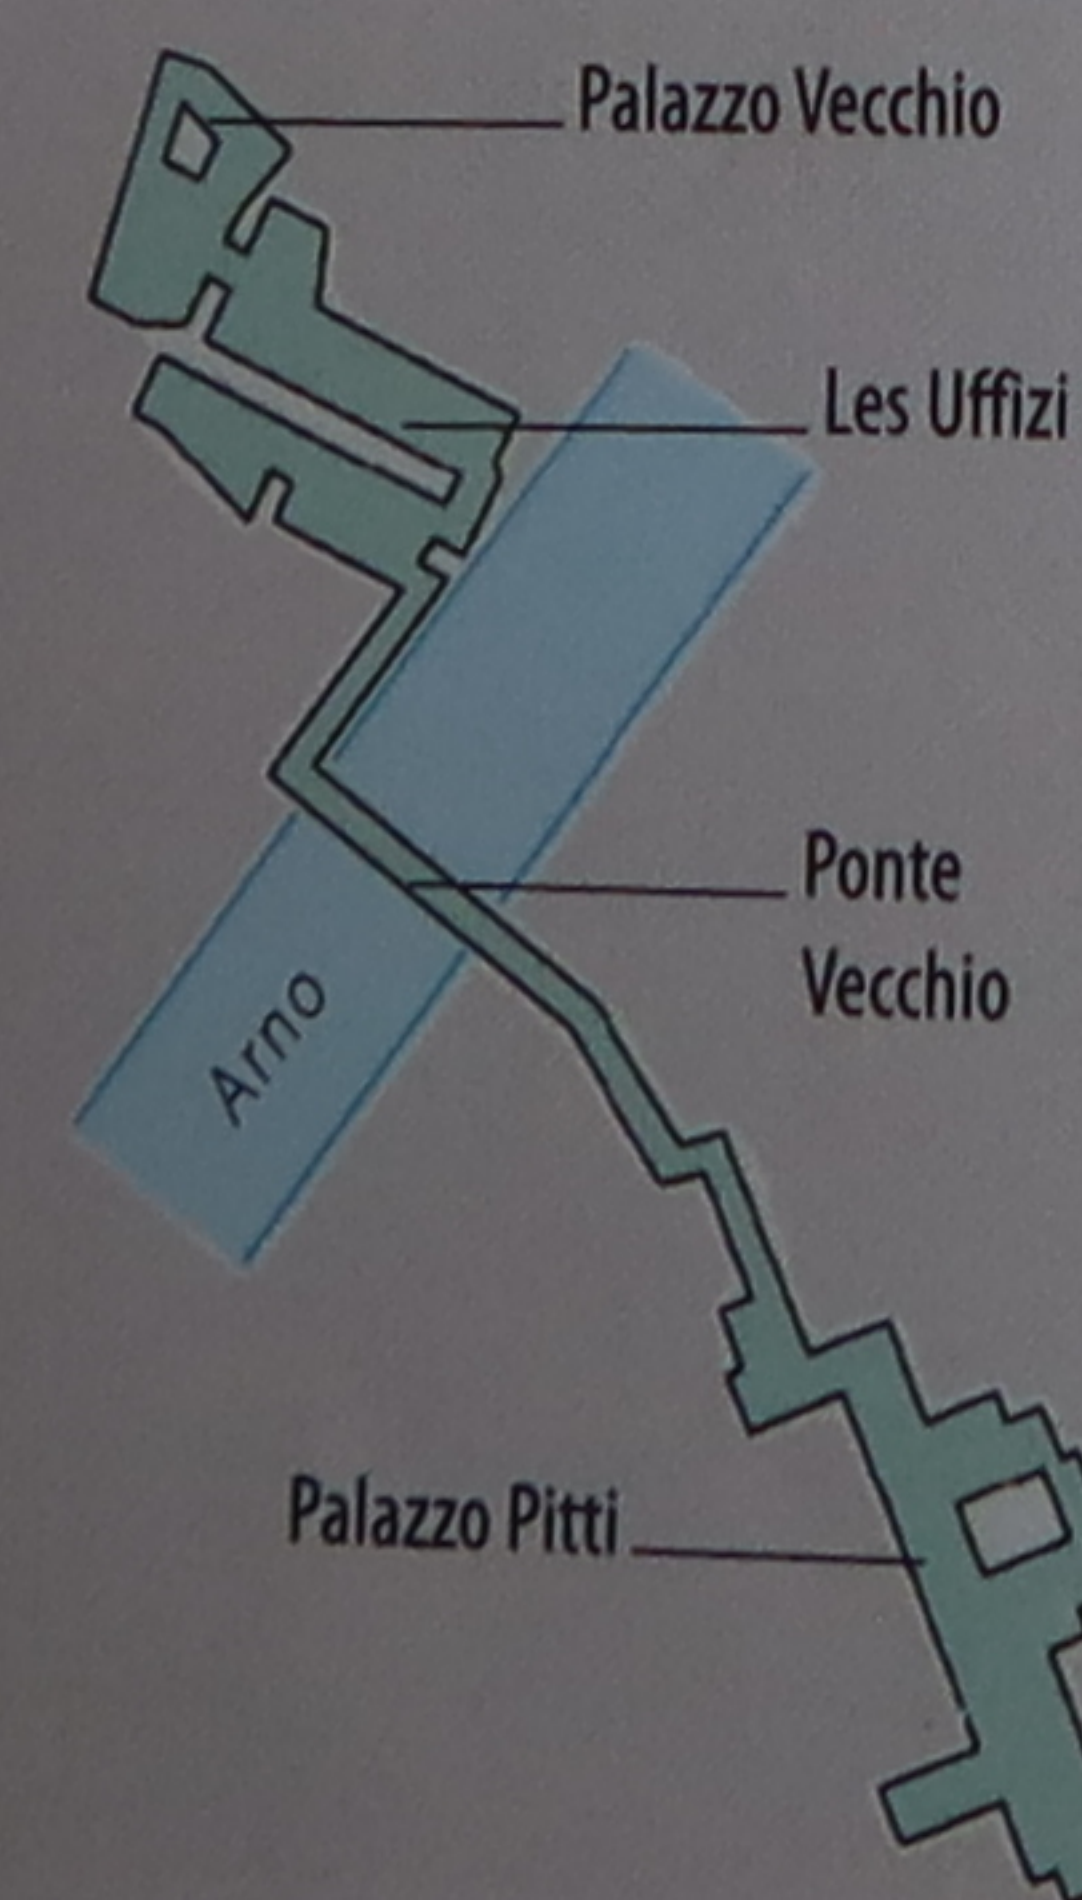 Palazzo Vecchio
Les Uffizi
Ponte
Vecchio
Arno
Palazzo Pitti